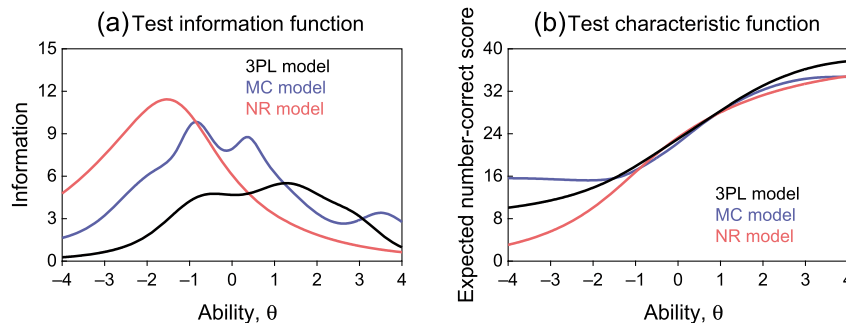 (a) Test information function
15
12
9
6
3
0
Information
3PL model
MC model
NR model
–4 –3 –2 –1 0 1 2 3 4
Ability, θ
(b) Test characteristic function
40
32
24
16
8
0
Expected number-correct score
3PL model
MC model
NR model
–4 –3 –2 –1 0 1 2 3 4
Ability, θ